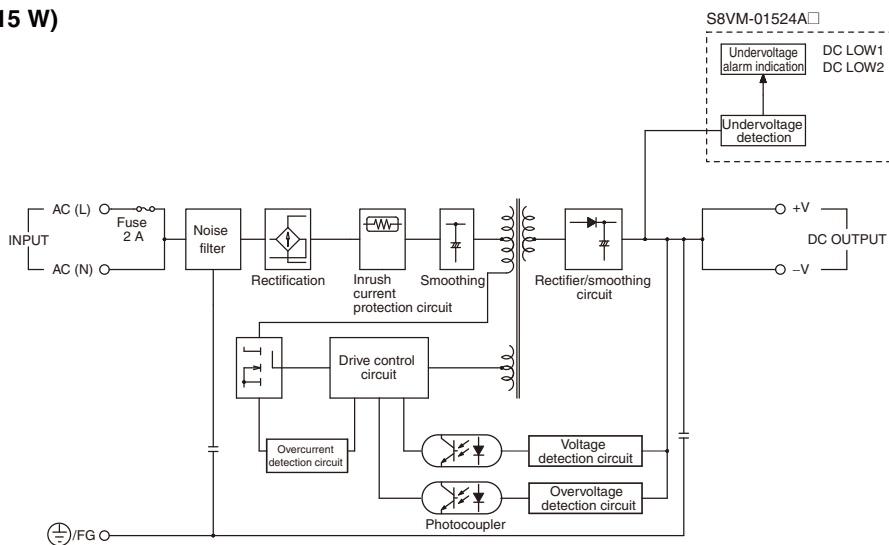 15 W)
S8VM-01524A□
Undervoltage
alarm indication
DC LOW1
DC LOW2
Undervoltage
detection
INPUT
AC (L)
Fuse
2 A
AC (N)
Noise
filter
Rectification
Inrush
current
protection circuit
Smoothing
Rectifier/smoothing
circuit
+V
DC OUTPUT
–V
Drive control
circuit
Overcurrent
detection circuit
Voltage
detection circuit
Overvoltage
detection circuit
Photocoupler
/FG